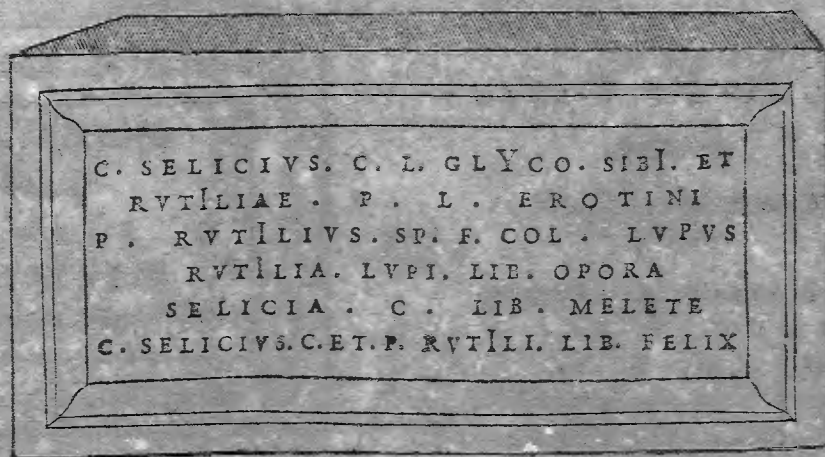 C. SELICIVS. C. L. GLYCO. SIBI. ET
RVTILIAE. P. L. EROTINI
P. RVTILIVS. SP. F. COL. LVPVS
RVTILIA. LVPI. LIB. OPORA
SELICIA. C. LIB. MELETE
C. SELICIVS. C. ET. P. RVTILI. LIB. FELIX